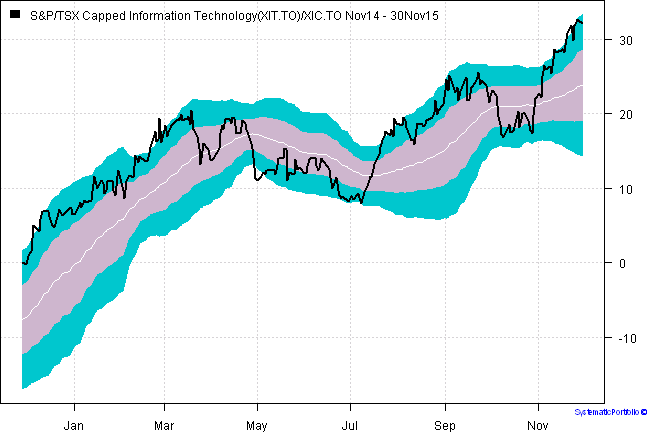 S&P/TSX Capped Information Technology(XIT.TO)/XIC.TO Nov14 - 30Nov15
30
20
10
0
-10
Jan Mar May Jul Sep Nov
SystematicPortfolio ©